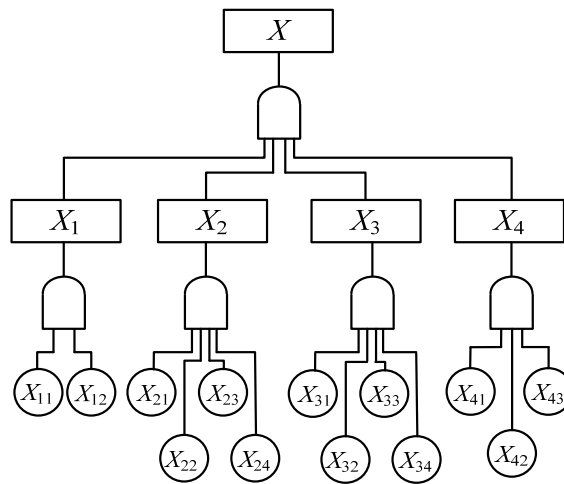 X
X₁ X₂ X₃ X₄
X₁₁ X₁₂ X₂₁ X₂₃ X₃₁ X₃₃ X₄₁ X₄₃
X₂₂ X₂₄ X₃₂ X₃₄ X₄₂